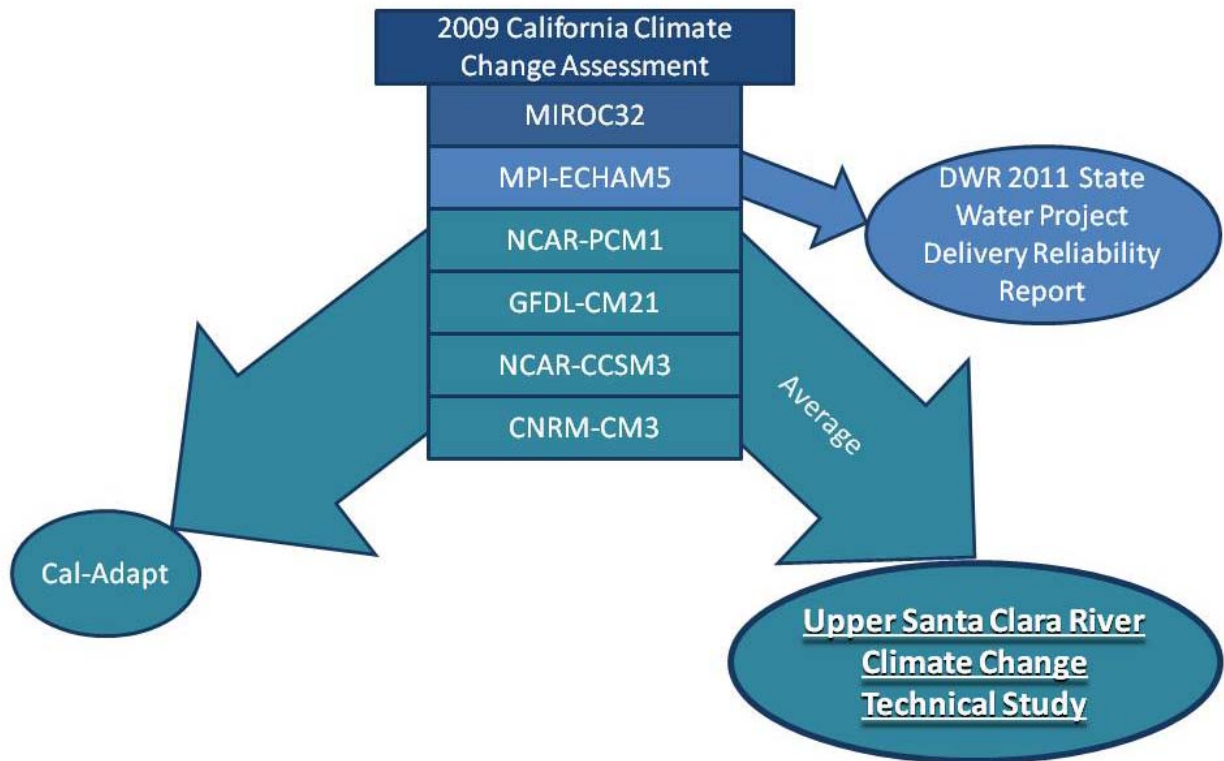 2009 California Climate
Change Assessment
MIROC32
MPI-ECHAM5
NCAR-PCM1
GFDL-CM21
NCAR-CCSM3
CNRM-CM3
DWR 2011 State
Water Project
Delivery Reliability
Report
Average
Cal-Adapt
Upper Santa Clara River
Climate Change
Technical Study